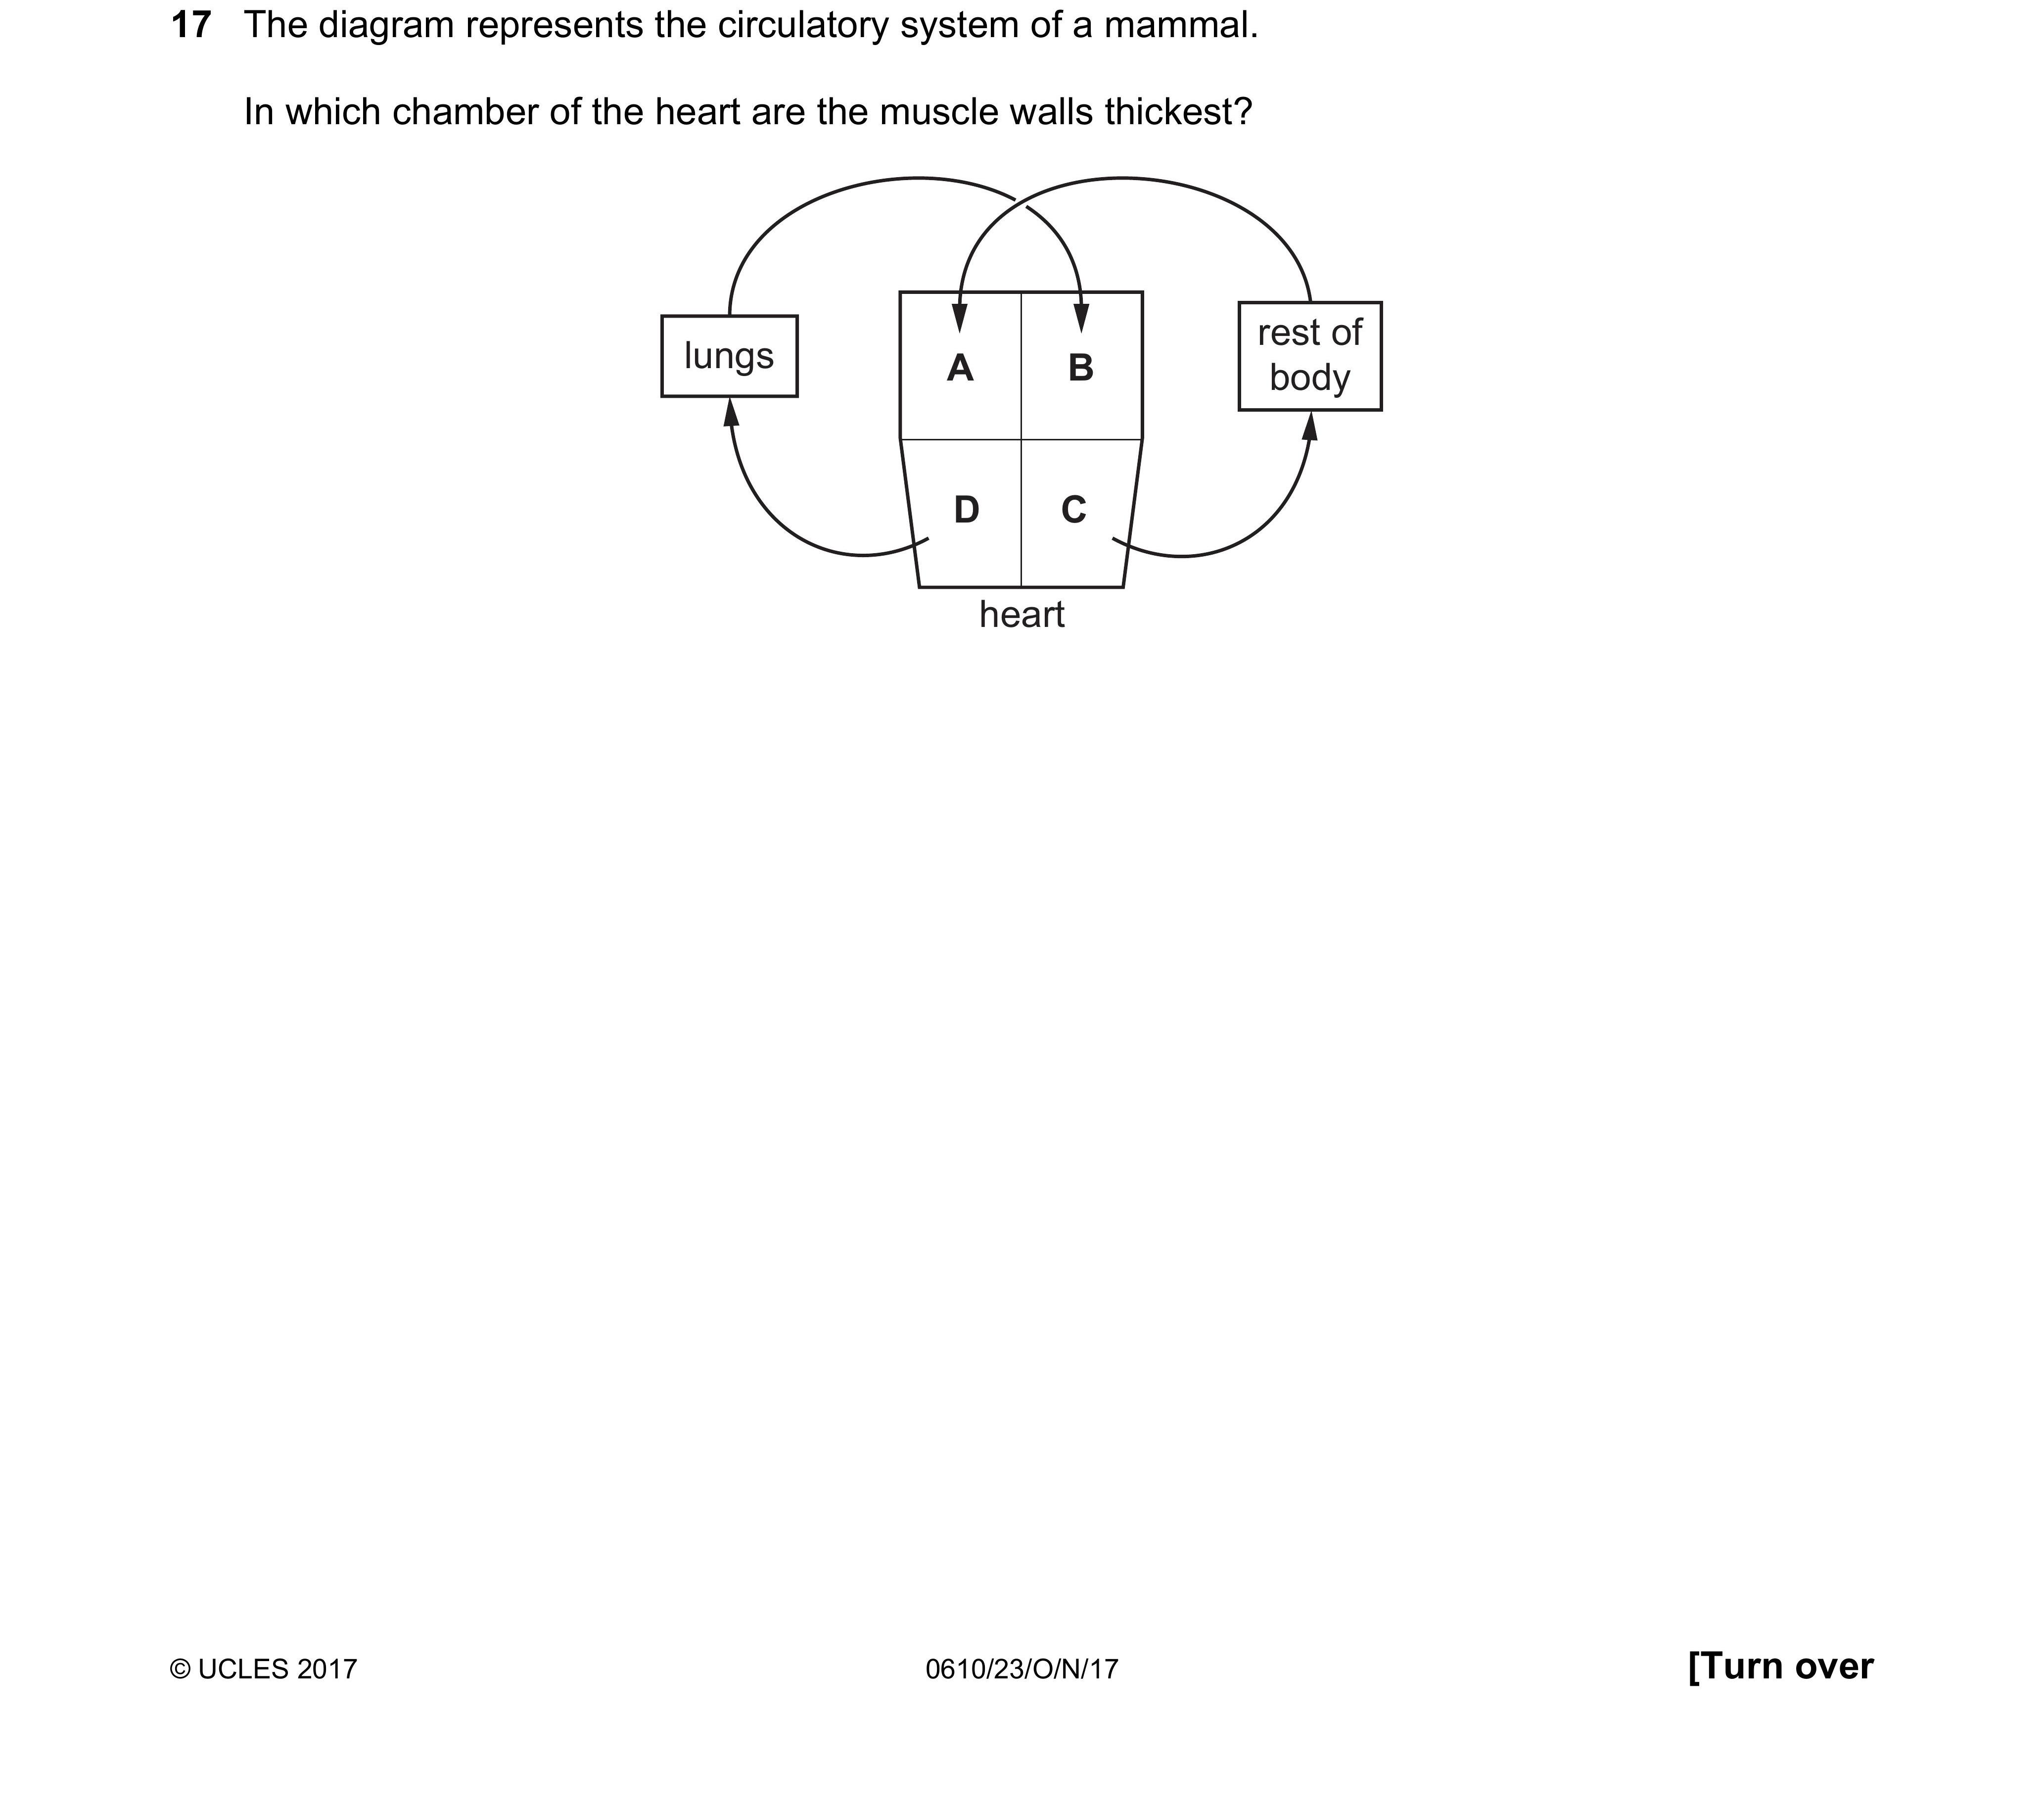 17 The diagram represents the circulatory system of a mammal.
In which chamber of the heart are the muscle walls thickest?
lungs
A
B
rest of
body
D
C
heart
© UCLES 2017
0610/23/O/N/17
[Turn over